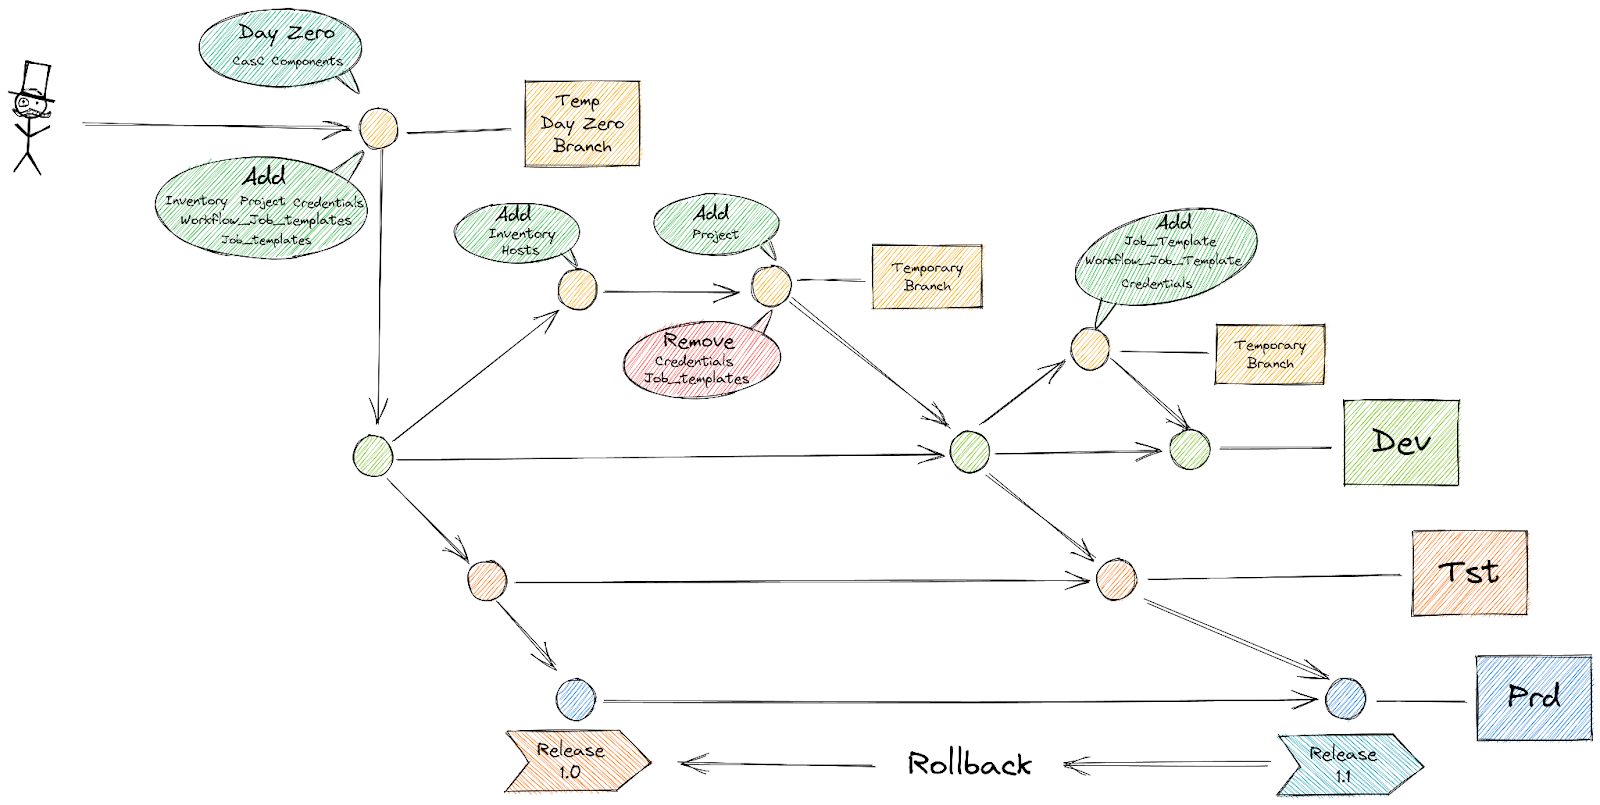 Day Zero
CasC Components
Temp
Day Zero
Branch
Add
Inventory Project Credentials
Workflow_Job_templates
Job_templates
Add
Inventory
Hosts
Add
Project
Temporary
Branch
Remove
Credentials
Job_templates
Add
Job_Template
Workflow_Job_Template
Credentials
Temporary
Branch
Dev
Tst
Prd
Release
1.0
Rollback
Release
1.1